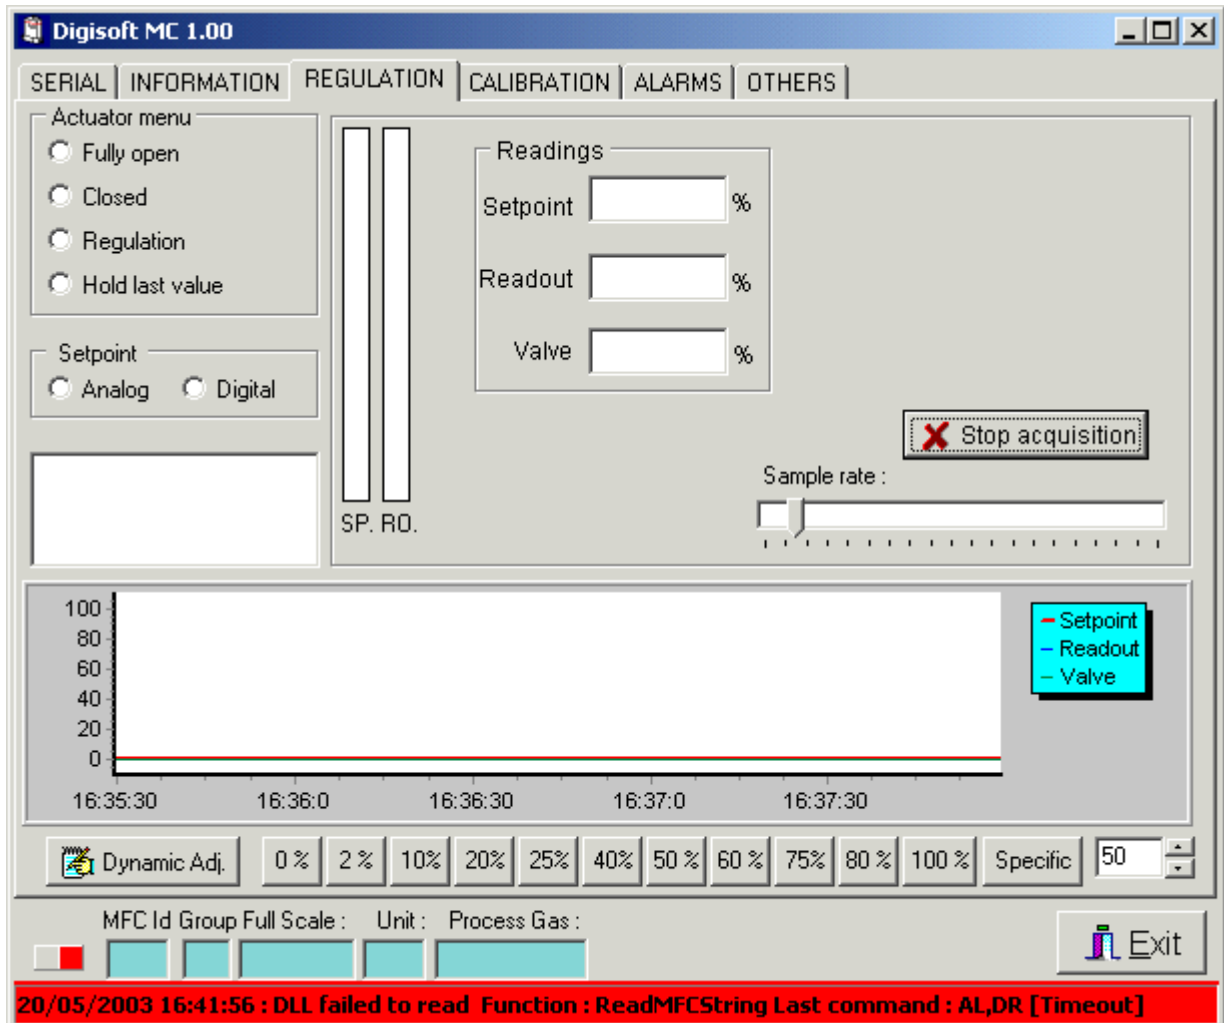 Digisoft MC 1.00
SERIAL INFORMATION REGULATION CALIBRATION ALARMS OTHERS
Actuator menu
Fully open
Closed
Regulation
Hold last value
Setpoint
Analog Digital
SP. RO.
Readings
Setpoint %
Readout %
Valve %
Stop acquisition
Sample rate :
100
80
60
40
20
0
16:35:30 16:36:0 16:36:30 16:37:0 16:37:30
Setpoint
Readout
Valve
Dynamic Adj. 0 % 2 % 10% 20% 25% 40% 50 % 60 % 75% 80 % 100 % Specific 50
MFC Id Group Full Scale : Unit : Process Gas :
Exit
20/05/2003 16:41:56 : DLL failed to read Function : ReadMFCString Last command : AL,DR [Timeout]